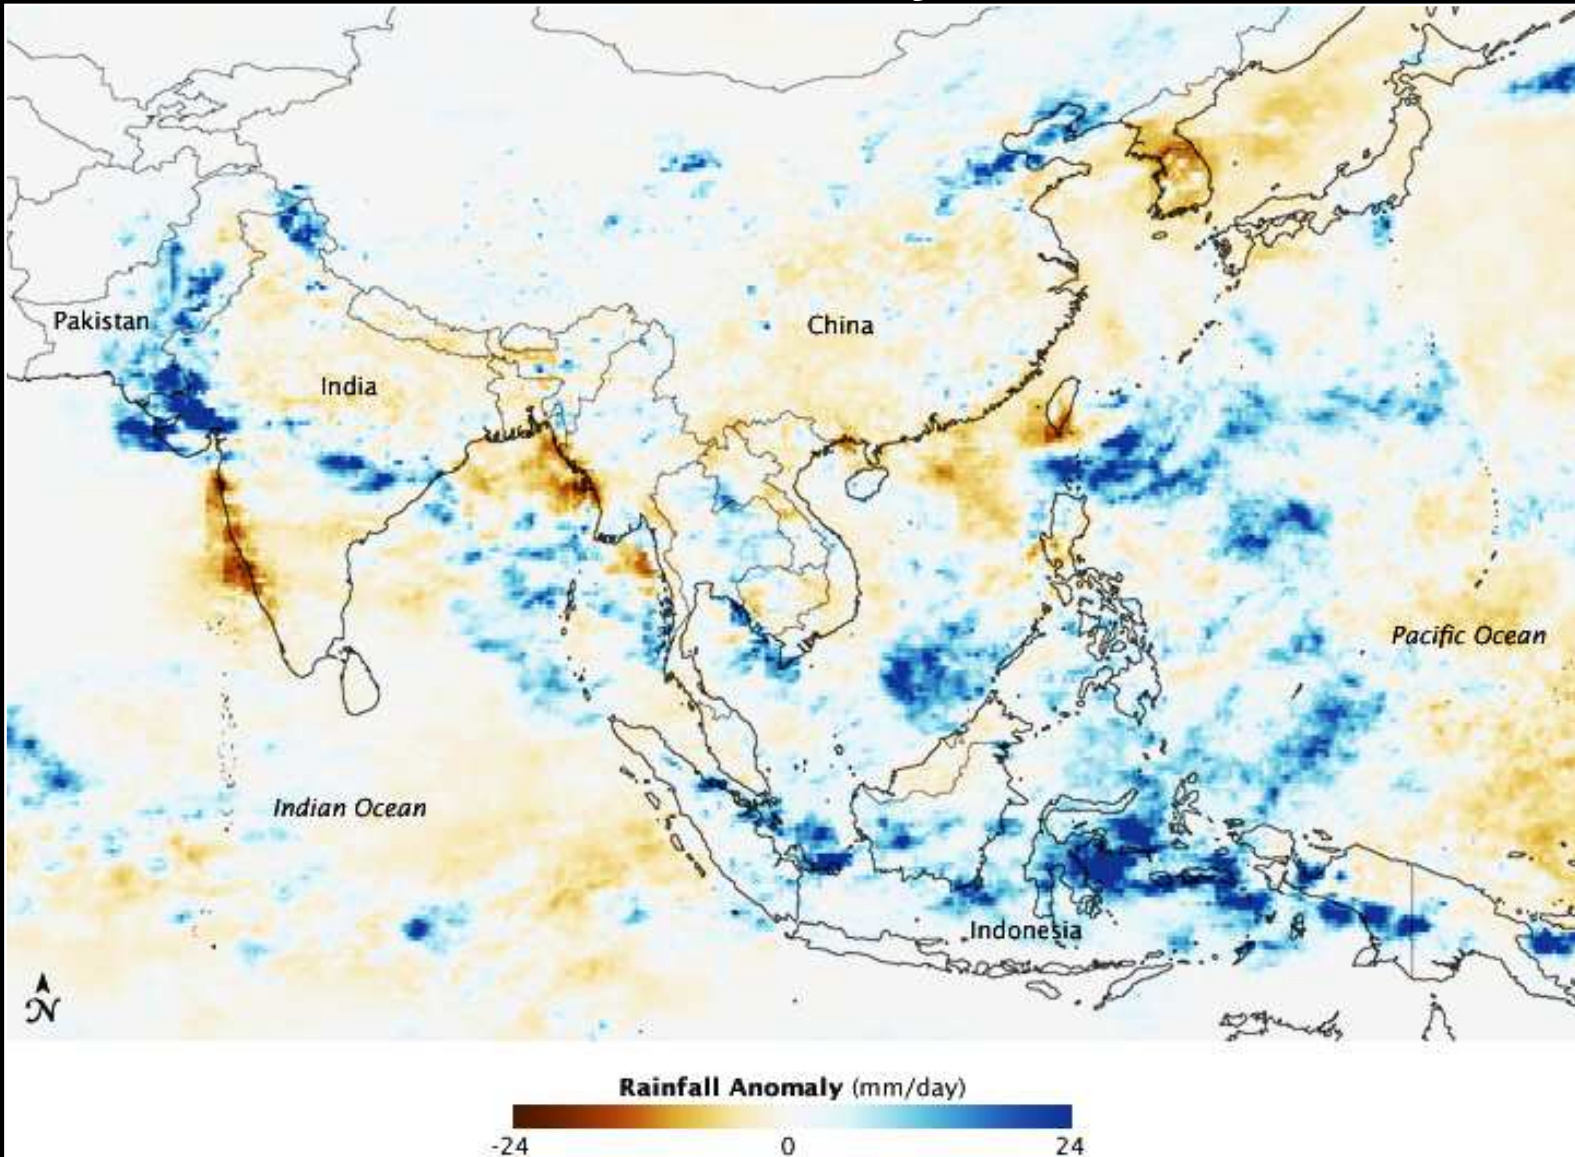 Pakistan
China
India
Pacific Ocean
Indian Ocean
Indonesia
N
Rainfall Anomaly (mm/day)
-24 0 24